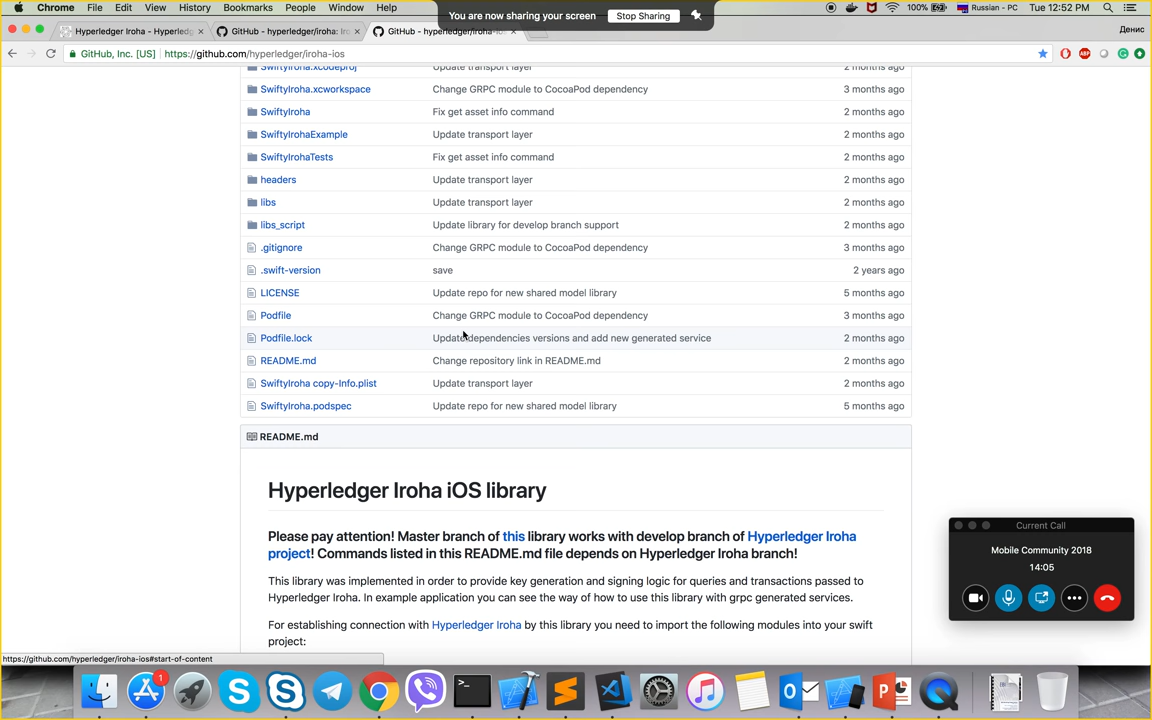 Chrome File Edit View History Bookmarks People Window Help
You are now sharing your screen Stop Sharing
100% Russian - PC Tue 12:52 PM
Hyperledger Iroha - Hyperledg
GitHub - hyperledger/iroha: Iro
GitHub - hyperledger/iroha-ios
Денис
GitHub, Inc. [US] https://github.com/hyperledger/iroha-ios
SwiftyIroha.xcodeproj Update transport layer 2 months ago
SwiftyIroha.xcworkspace Change GRPC module to CocoaPod dependency 3 months ago
SwiftyIroha Fix get asset info command 2 months ago
SwiftyIrohaExample Update transport layer 2 months ago
SwiftyIrohaTests Fix get asset info command 2 months ago
headers Update transport layer 2 months ago
libs Update transport layer 2 months ago
libs_script Update library for develop branch support 2 months ago
.gitignore Change GRPC module to CocoaPod dependency 3 months ago
.swift-version save 2 years ago
LICENSE Update repo for new shared model library 5 months ago
Podfile Change GRPC module to CocoaPod dependency 3 months ago
Podfile.lock Update dependencies versions and add new generated service 2 months ago
README.md Change repository link in README.md 2 months ago
SwiftyIroha copy-Info.plist Update transport layer 2 months ago
SwiftyIroha.podspec Update repo for new shared model library 5 months ago
README.md
Hyperledger Iroha iOS library
Please pay attention! Master branch of this library works with develop branch of Hyperledger Iroha
project! Commands listed in this README.md file depends on Hyperledger Iroha branch!
This library was implemented in order to provide key generation and signing logic for queries and transactions passed to
Hyperledger Iroha. In example application you can see the way of how to use this library with grpc generated services.
For establishing connection with Hyperledger Iroha by this library you need to import the following modules into your swift
project:
Current Call
Mobile Community 2018
14:05
https://github.com/hyperledger/iroha-ios#start-of-content
1